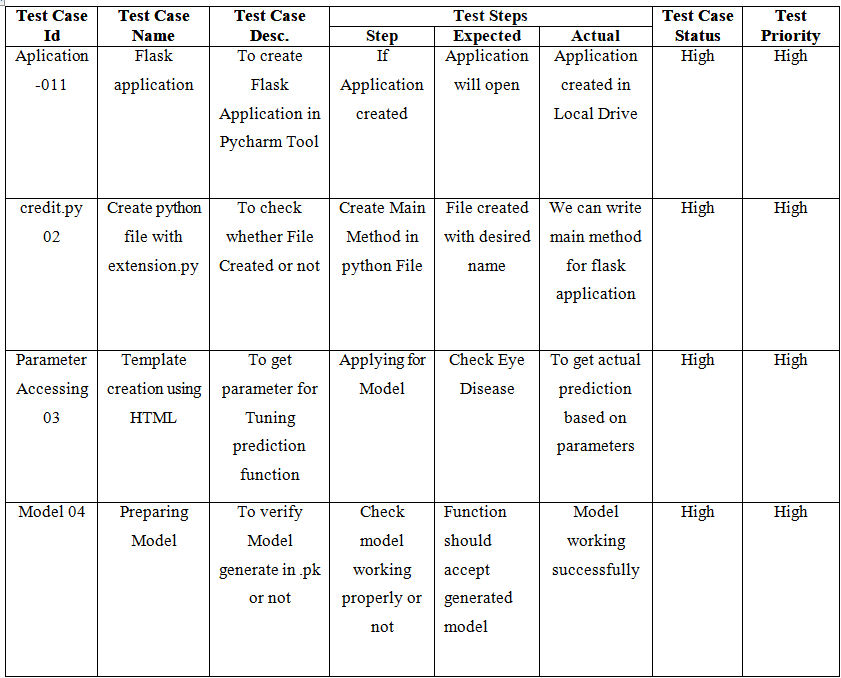 Test Case
Id
Test Case
Name
Test Case
Desc.
Test Steps
Step
Expected
Actual
Test Case
Status
Test
Priority
Aplication
-011
Flask
application
To create
Flask
Application in
Pycharm Tool
If
Application
created
Application
will open
Application
created in
Local Drive
High
High
credit.py
02
Create python
file with
extension.py
To check
whether File
Created or not
Create Main
Method in
python File
File created
with desired
name
We can write
main method
for flask
application
High
High
Parameter
Accessing
03
Template
creation using
HTML
To get
parameter for
Tuning
prediction
function
Applying for
Model
Check Eye
Disease
To get actual
prediction
based on
parameters
High
High
Model 04
Preparing
Model
To verify
Model
generate in .pk
or not
Check
model
working
properly or
not
Function
should
accept
generated
model
Model
working
successfully
High
High